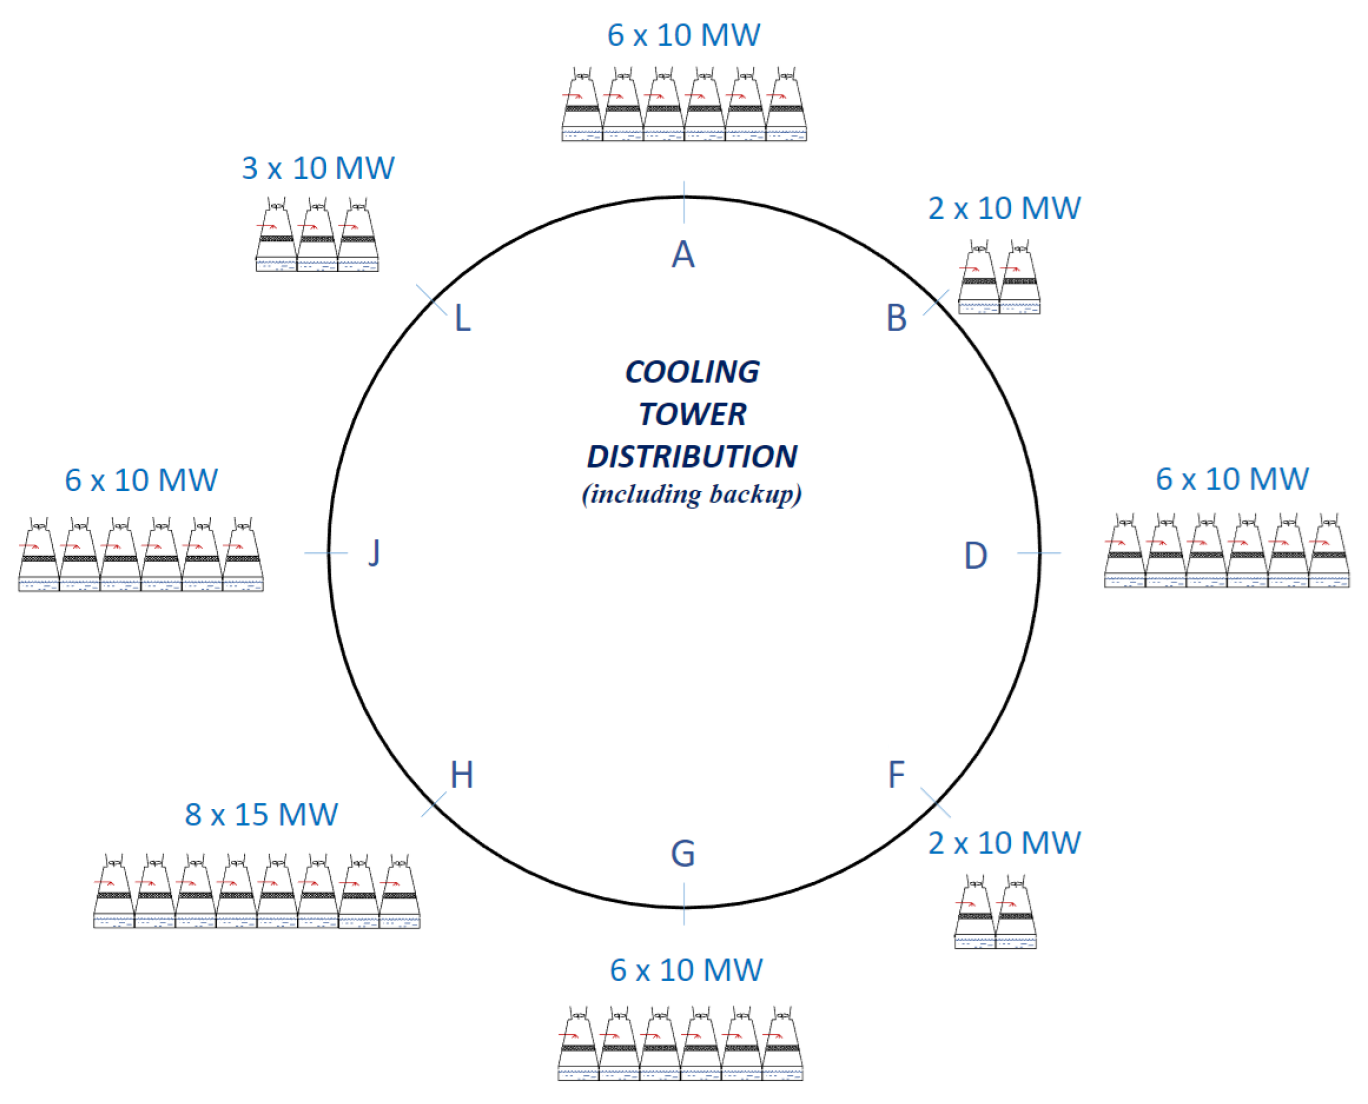 6 x 10 MW
3 x 10 MW
2 x 10 MW
A
L
B
COOLING
TOWER
DISTRIBUTION
(including backup)
6 x 10 MW
6 x 10 MW
J
D
H
F
8 x 15 MW
G
2 x 10 MW
6 x 10 MW